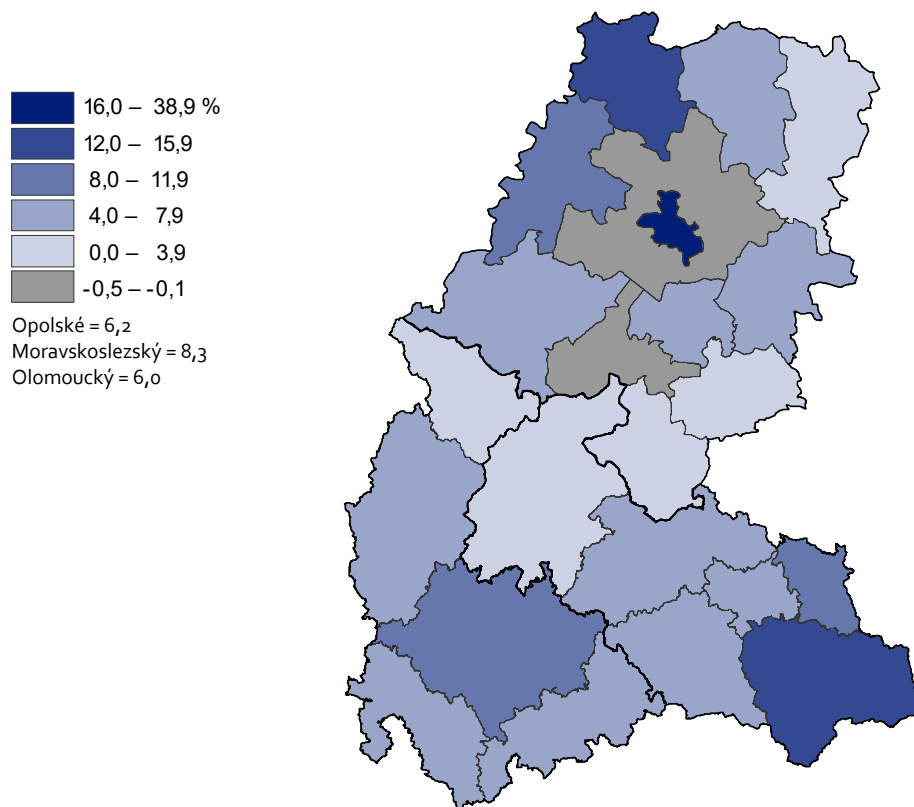 16,0 – 38,9 %
12,0 – 15,9
8,0 – 11,9
4,0 – 7,9
0,0 – 3,9
-0,5 – -0,1
Opolské = 6,2
Moravskoslezský = 8,3
Olomoucký = 6,0